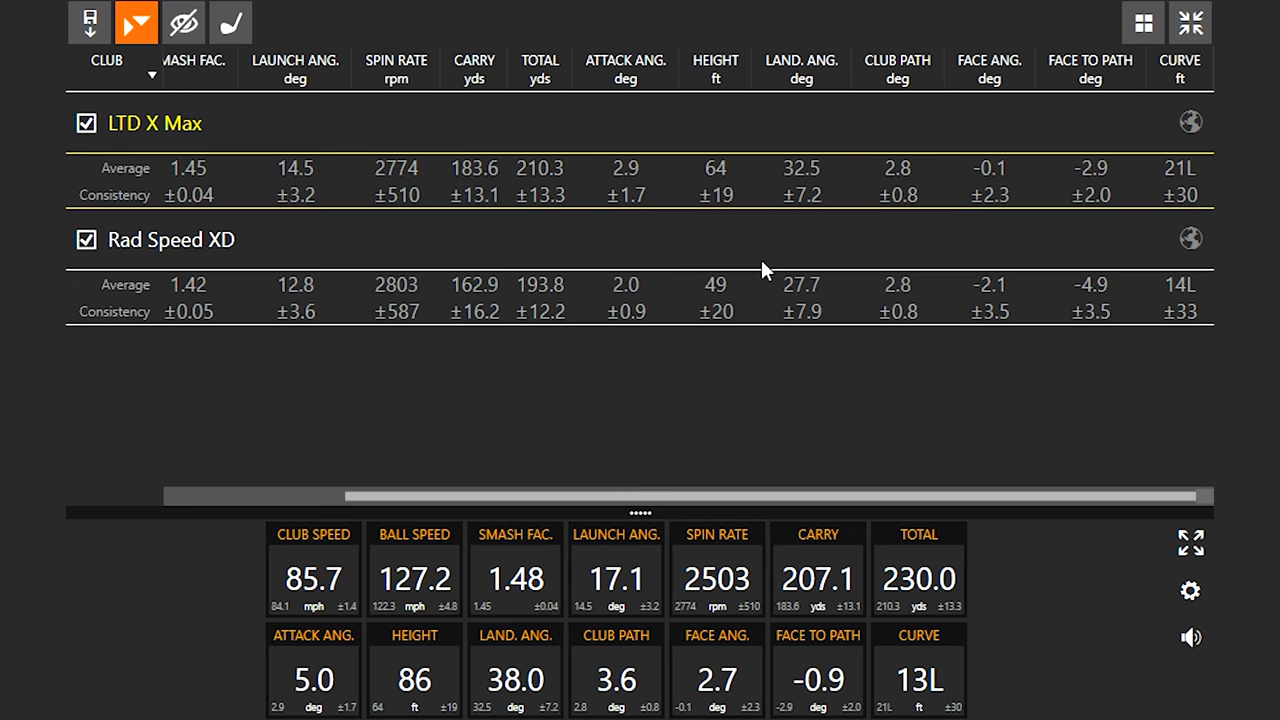 CLUB MASH FAC. LAUNCH ANG. SPIN RATE CARRY TOTAL ATTACK ANG. HEIGHT LAND. ANG. CLUB PATH FACE ANG. FACE TO PATH CURVE
deg rpm yds yds deg ft deg deg deg deg ft
LTD X Max
Average 1.45 14.5 2774 183.6 210.3 2.9 64 32.5 2.8 -0.1 -2.9 21L
Consistency ±0.04 ±3.2 ±510 ±13.1 ±13.3 ±1.7 ±19 ±7.2 ±0.8 ±2.3 ±2.0 ±30
Rad Speed XD
Average 1.42 12.8 2803 162.9 193.8 2.0 49 27.7 2.8 -2.1 -4.9 14L
Consistency ±0.05 ±3.6 ±587 ±16.2 ±12.2 ±0.9 ±20 ±7.9 ±0.8 ±3.5 ±3.5 ±33
CLUB SPEED BALL SPEED SMASH FAC. LAUNCH ANG. SPIN RATE CARRY TOTAL
85.7 127.2 1.48 17.1 2503 207.1 230.0
84.1 mph ±1.4 122.3 mph ±4.8 1.45 ±0.04 14.5 deg ±3.2 2774 rpm ±510 183.6 yds ±13.1 210.3 yds ±13.3
ATTACK ANG. HEIGHT LAND. ANG. CLUB PATH FACE ANG. FACE TO PATH CURVE
5.0 86 38.0 3.6 2.7 -0.9 13L
2.9 deg ±1.7 64 ft ±19 32.5 deg ±7.2 2.8 deg ±0.8 -0.1 deg ±2.3 -2.9 deg ±2.0 21L ft ±30